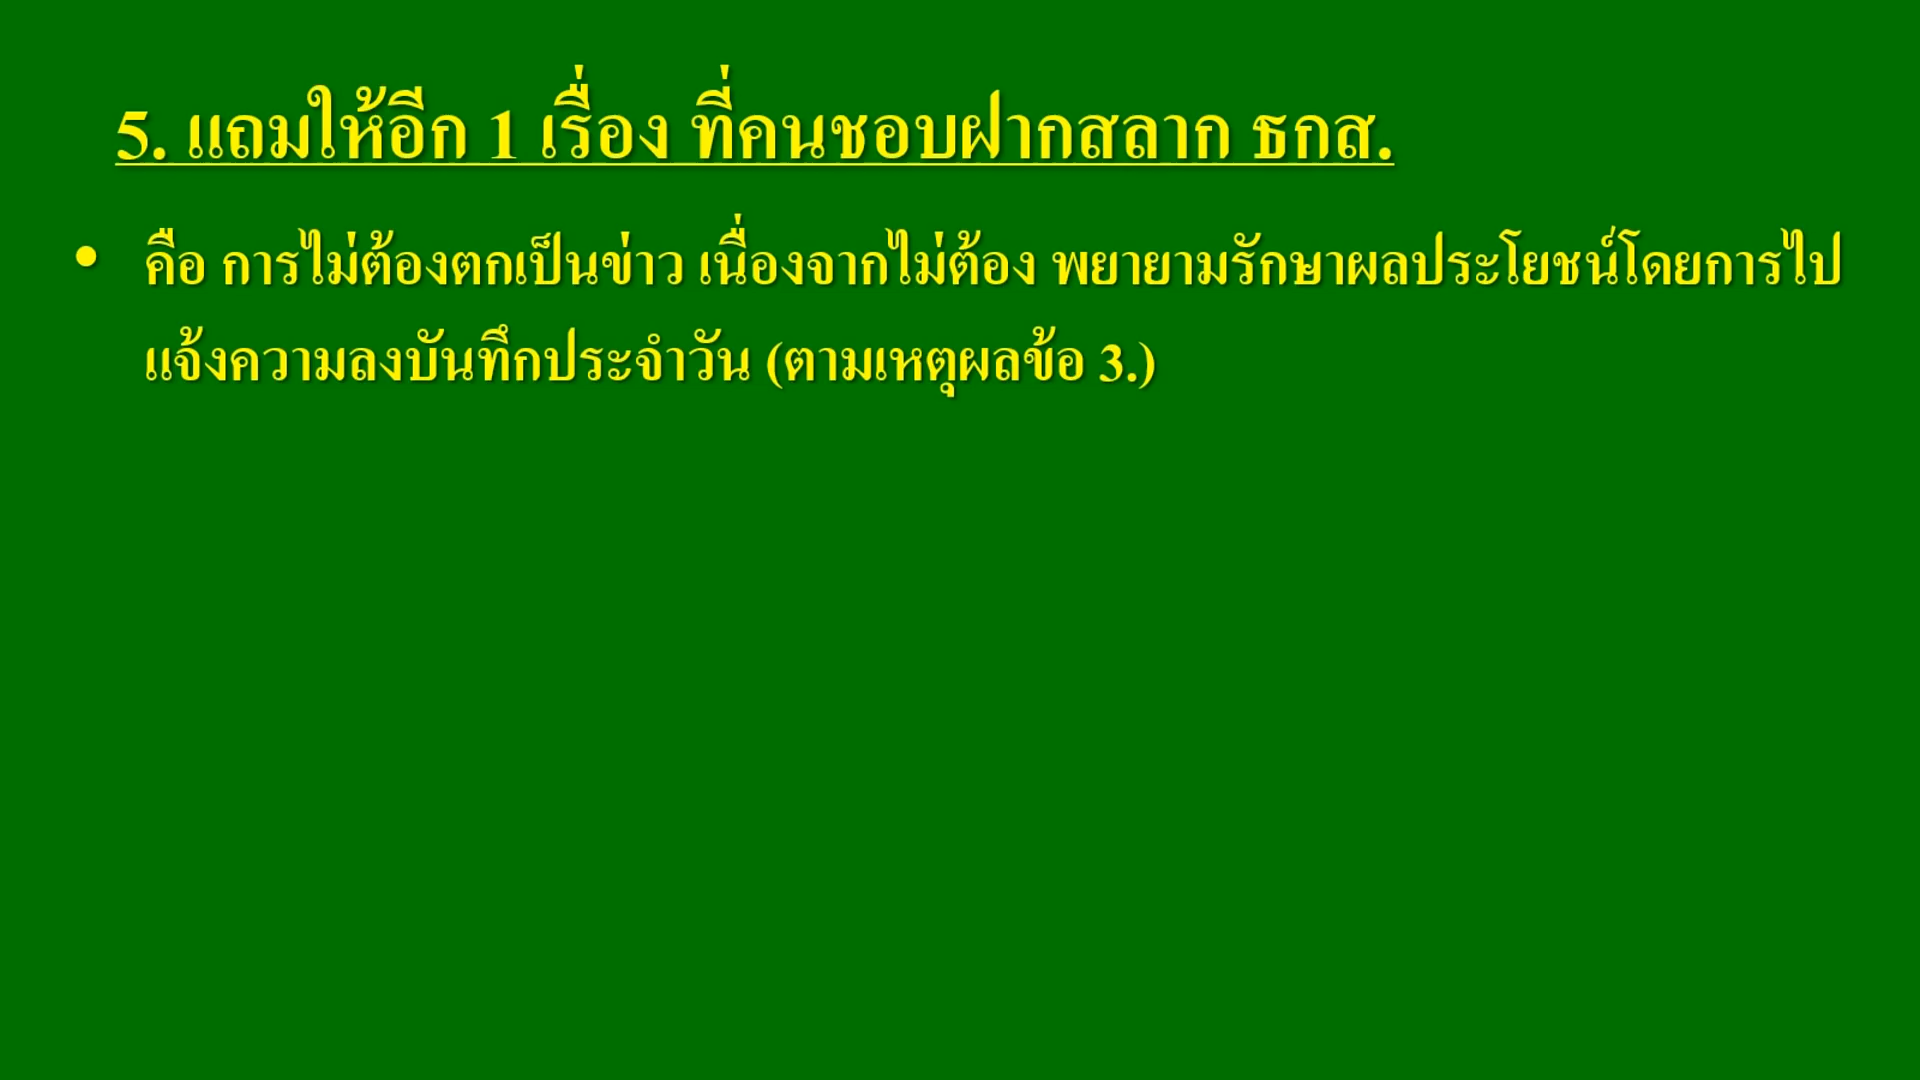 5. แถมให้อีก 1 เรื่อง ที่คนชอบฝากสลาก ธกส.
• คือ การไม่ต้องตกเป็นข่าว เนื่องจากไม่ต้อง พยายามรักษาผลประโยชน์โดยการไป
แจ้งความลงบันทึกประจำวัน (ตามเหตุผลข้อ 3.)